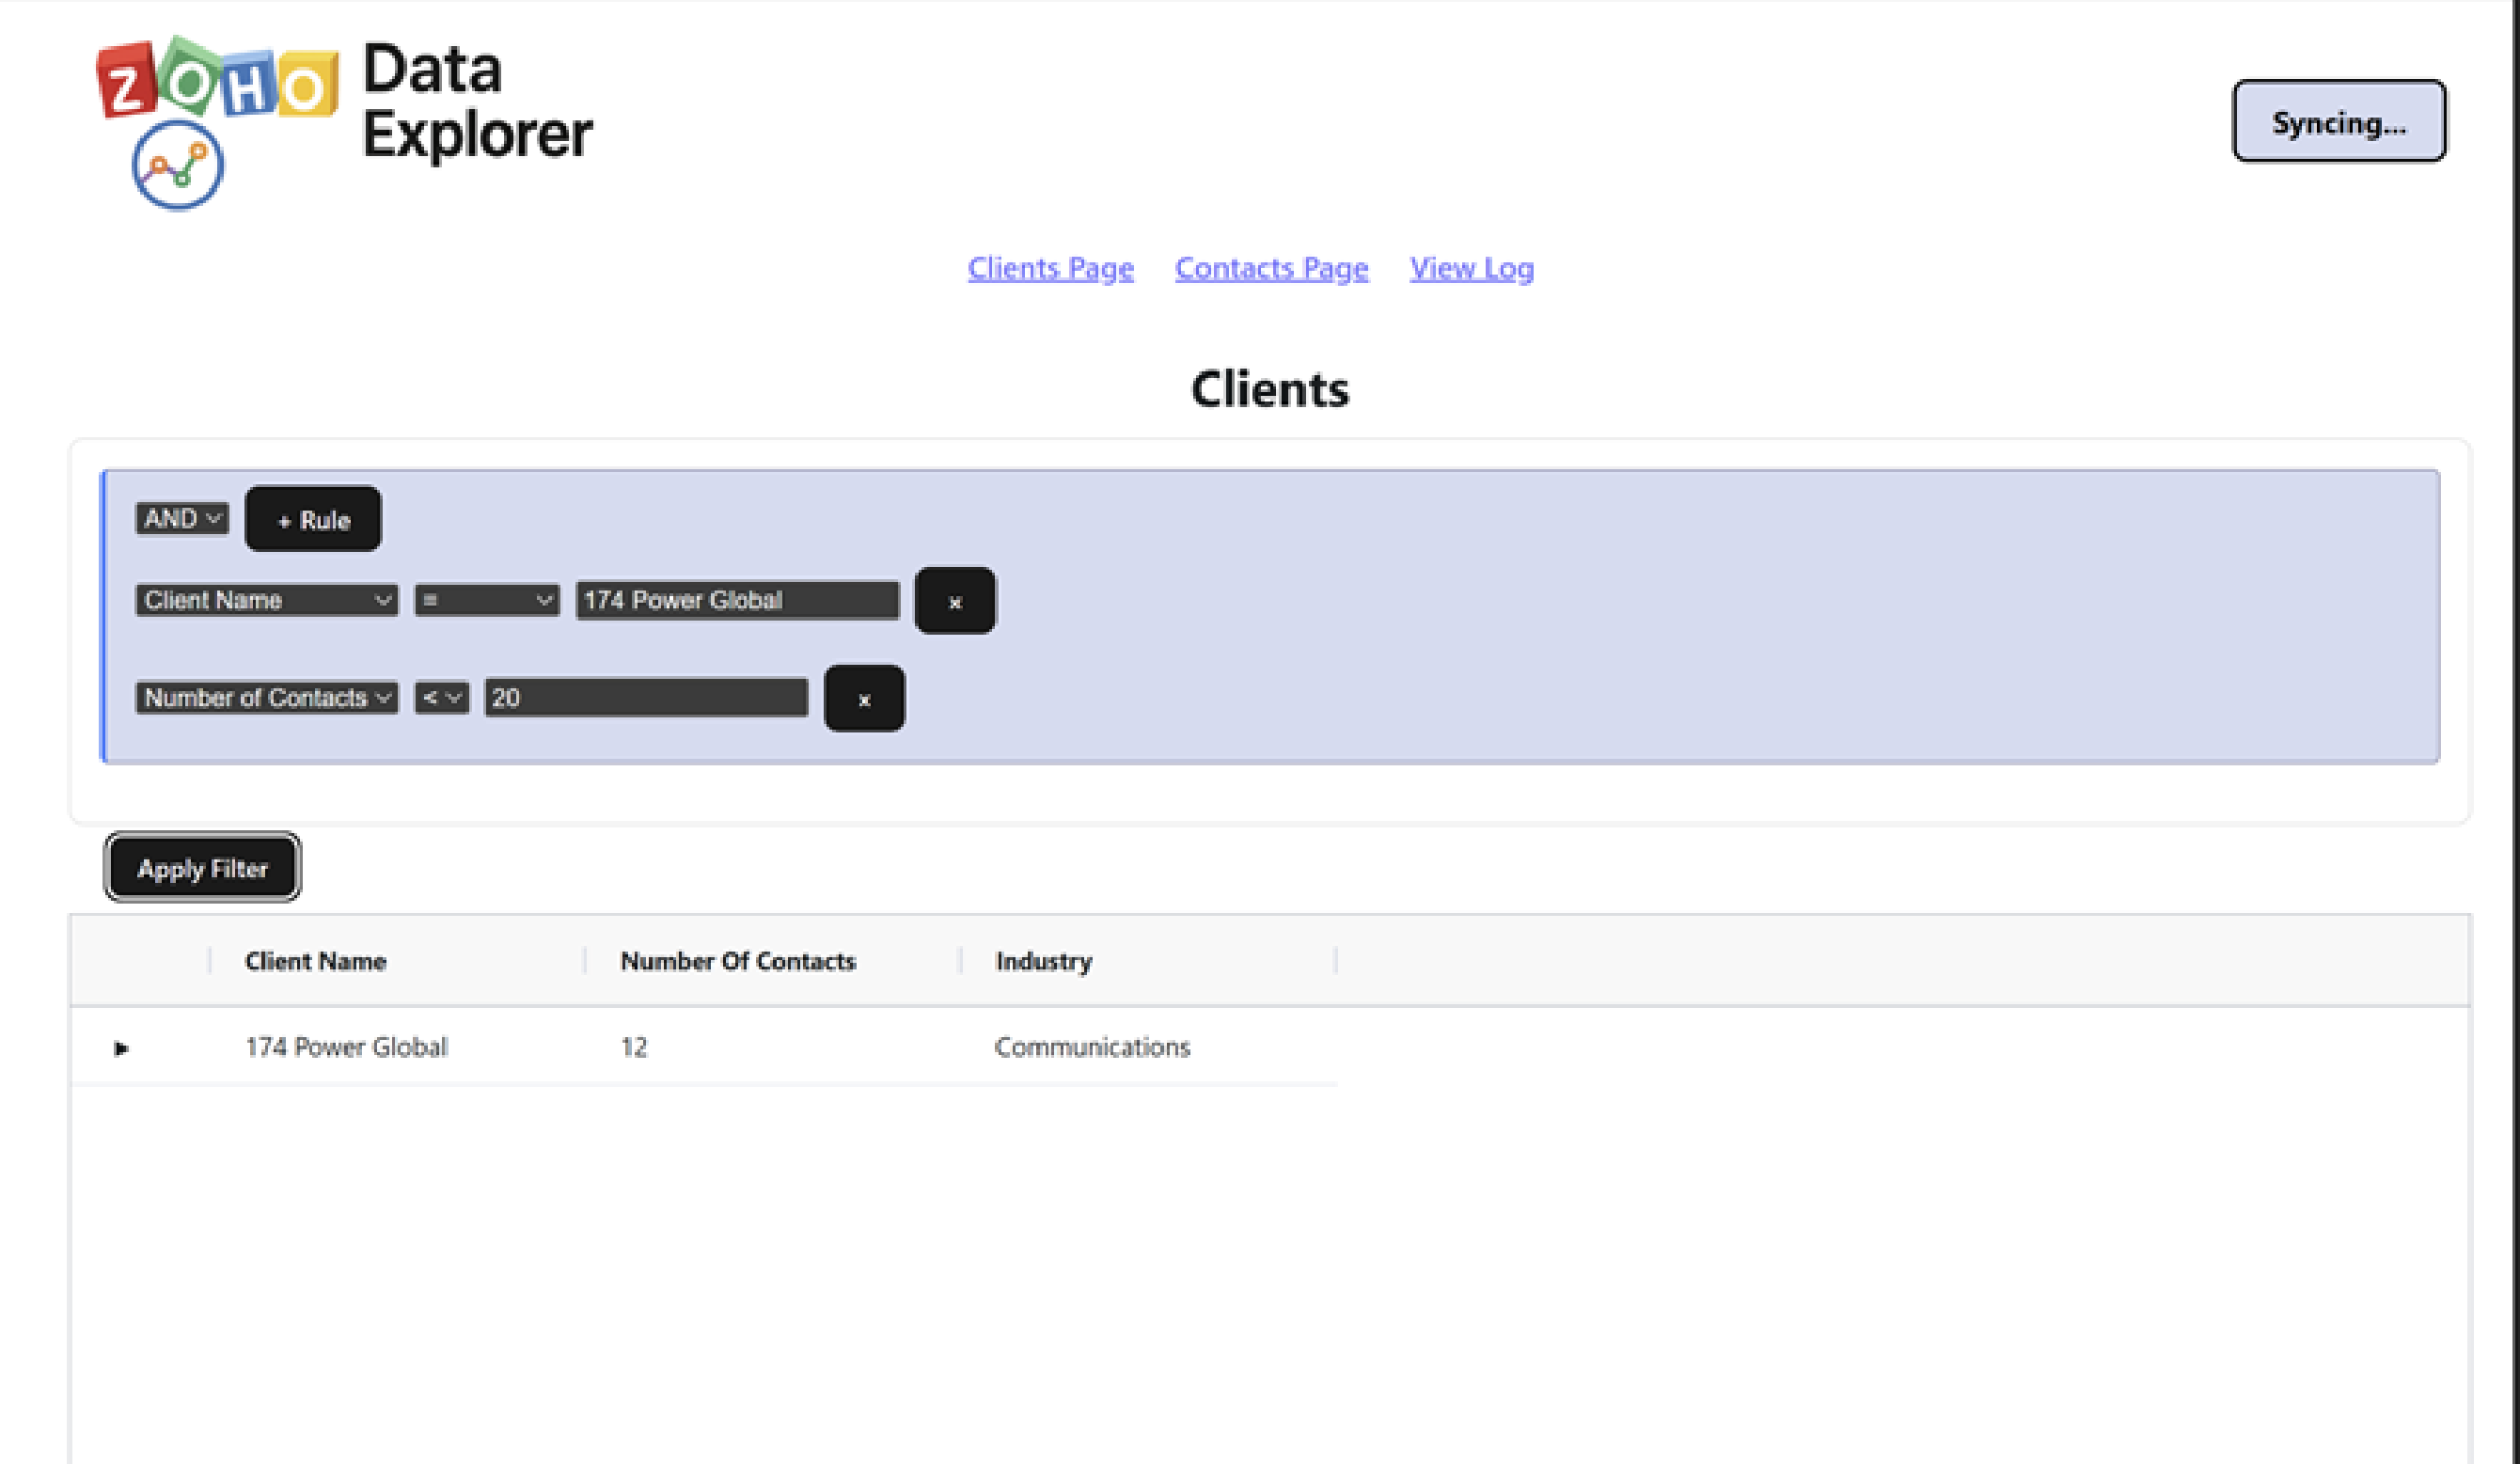 ZOHO Data
Explorer
Syncing...
Clients Page Contacts Page View Log
Clients
AND + Rule
Client Name = 174 Power Global x
Number of Contacts < 20 x
Apply Filter
Client Name Number Of Contacts Industry
174 Power Global 12 Communications